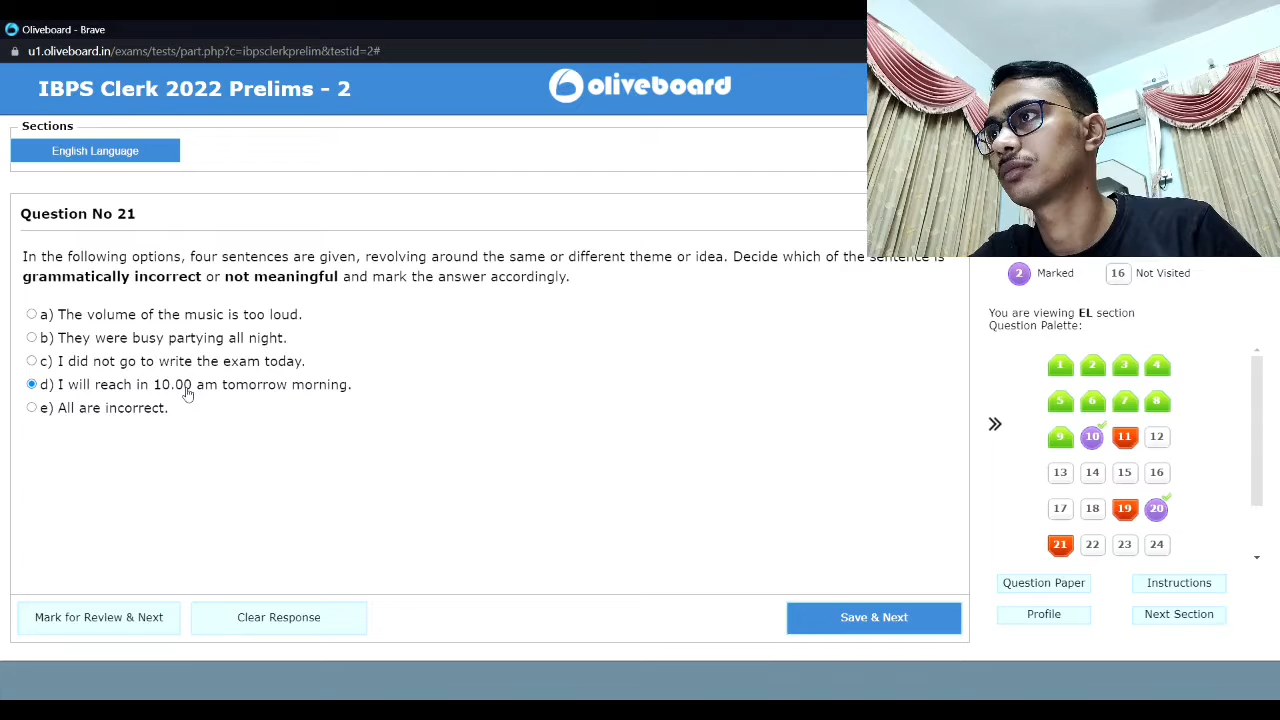 Oliveboard - Brave
u1.oliveboard.in/exams/tests/part.php?c=ibpsclerkprelim&testid=2#
IBPS Clerk 2022 Prelims - 2
oliveboard
Sections
English Language
Question No 21
In the following options, four sentences are given, revolving around the same or different theme or idea. Decide which of the sentence is
grammatically incorrect or not meaningful and mark the answer accordingly.
a) The volume of the music is too loud.
b) They were busy partying all night.
c) I did not go to write the exam today.
d) I will reach in 10.00 am tomorrow morning.
e) All are incorrect.
Mark for Review & Next
Clear Response
Save & Next
2 Marked 16 Not Visited
You are viewing EL section
Question Palette:
1 2 3 4
5 6 7 8
9 10 11 12
13 14 15 16
17 18 19 20
21 22 23 24
Question Paper Instructions
Profile Next Section